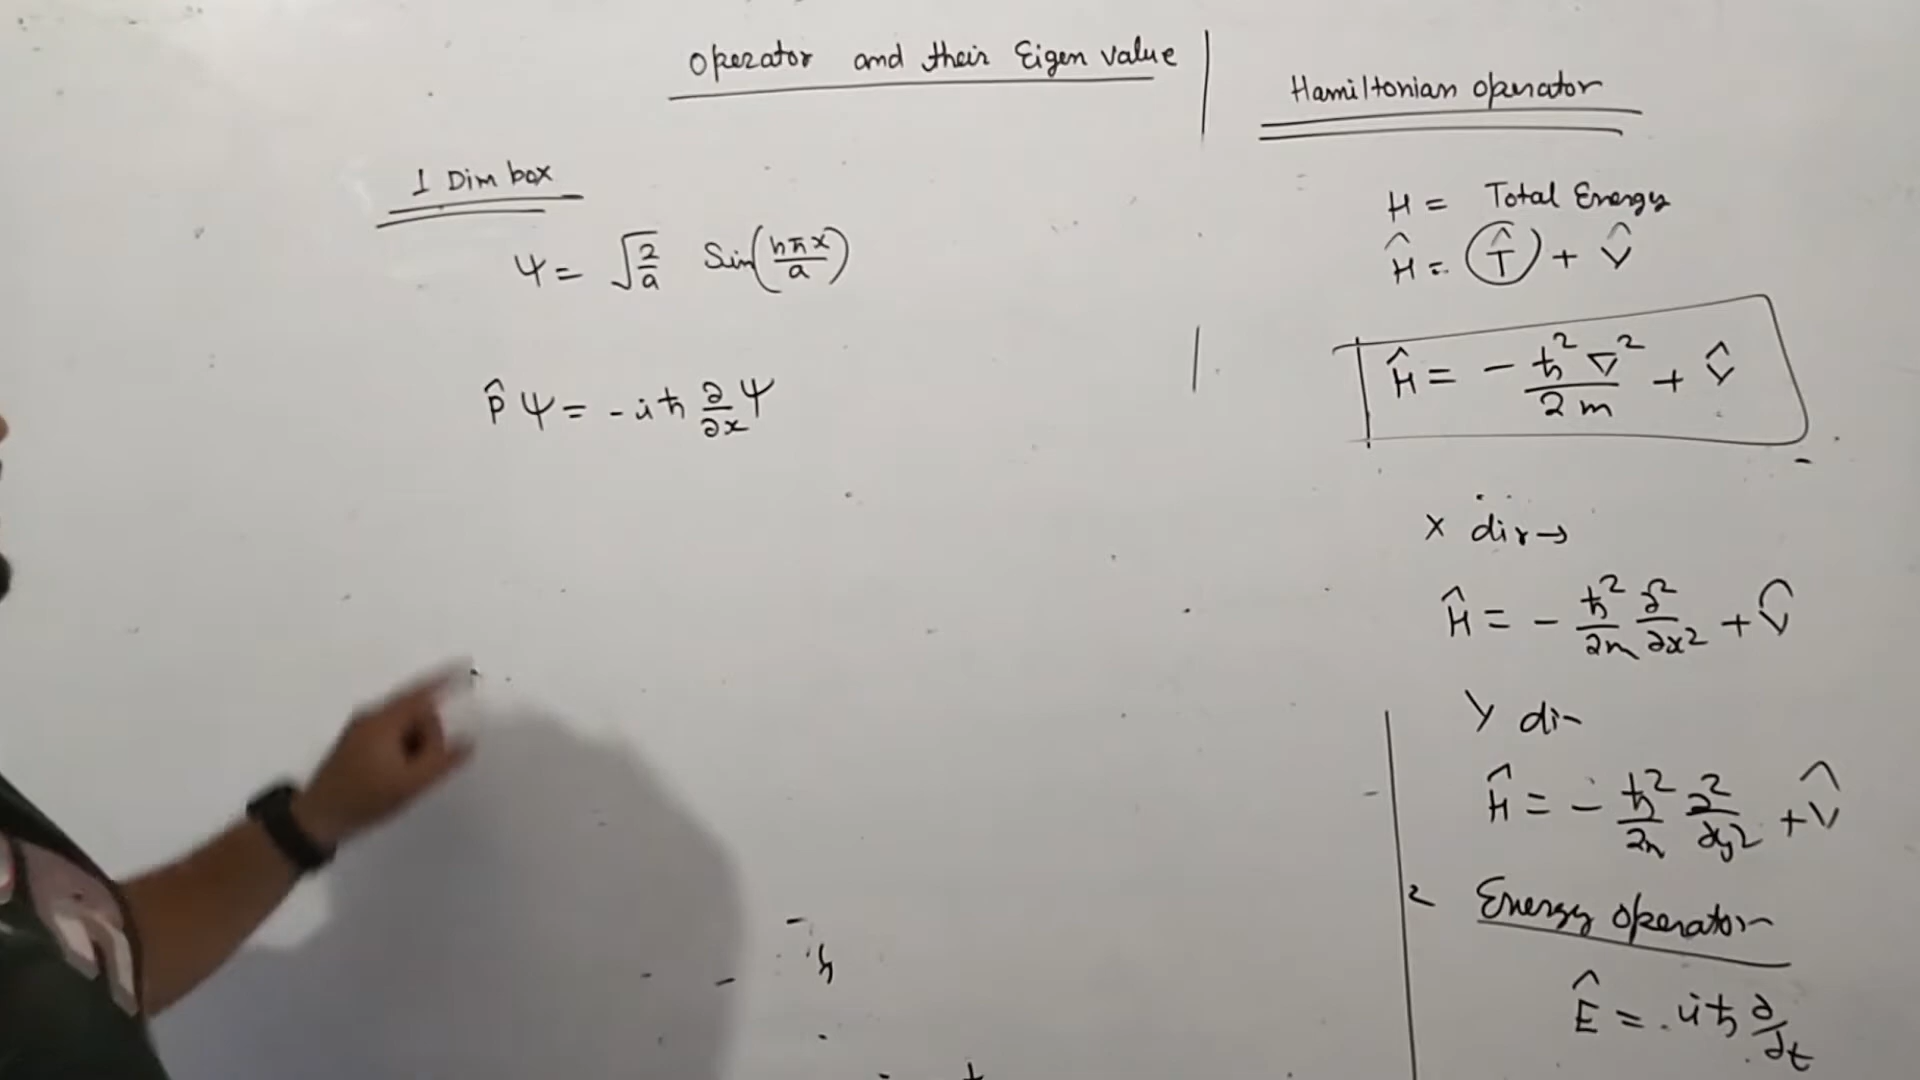 Operator and their Eigen value
1 Dim box
Ψ = √(2/a) Sin(nπx/a)
p̂ Ψ = - iħ ∂/∂x Ψ
Hamiltonian operator
H = Total Energy
Ĥ = T̂ + V̂
Ĥ = - ħ² ∇²/2m + V̂
X dir→
Ĥ = - ħ²/2m ∂²/∂x² + V̂
Y dir
Ĥ = - ħ²/2m ∂²/∂y² + V̂
2 Energy operator
Ê = iħ ∂/∂t